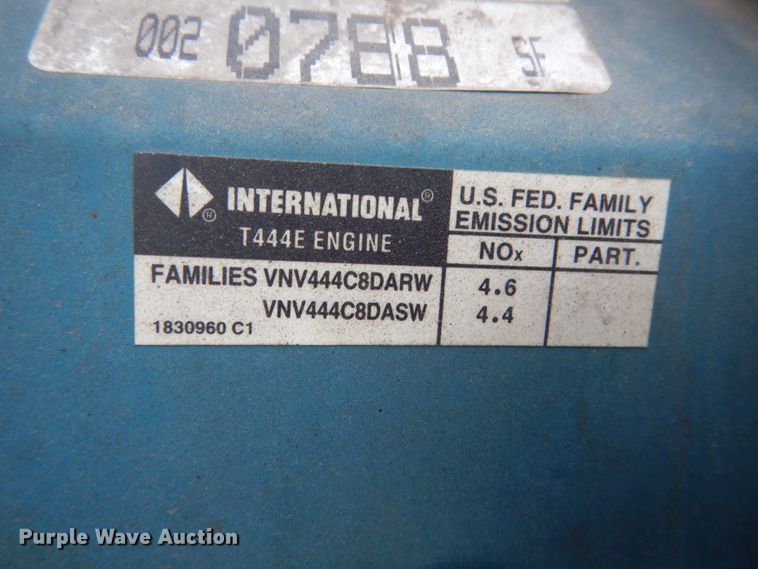 002 0788 SF
INTERNATIONAL®
®
T444E ENGINE
U.S. FED. FAMILY
EMISSION LIMITS
NOx PART.
FAMILIES VNV444C8DARW 4.6
VNV444C8DASW 4.4
1830960 C1
Purple Wave Auction